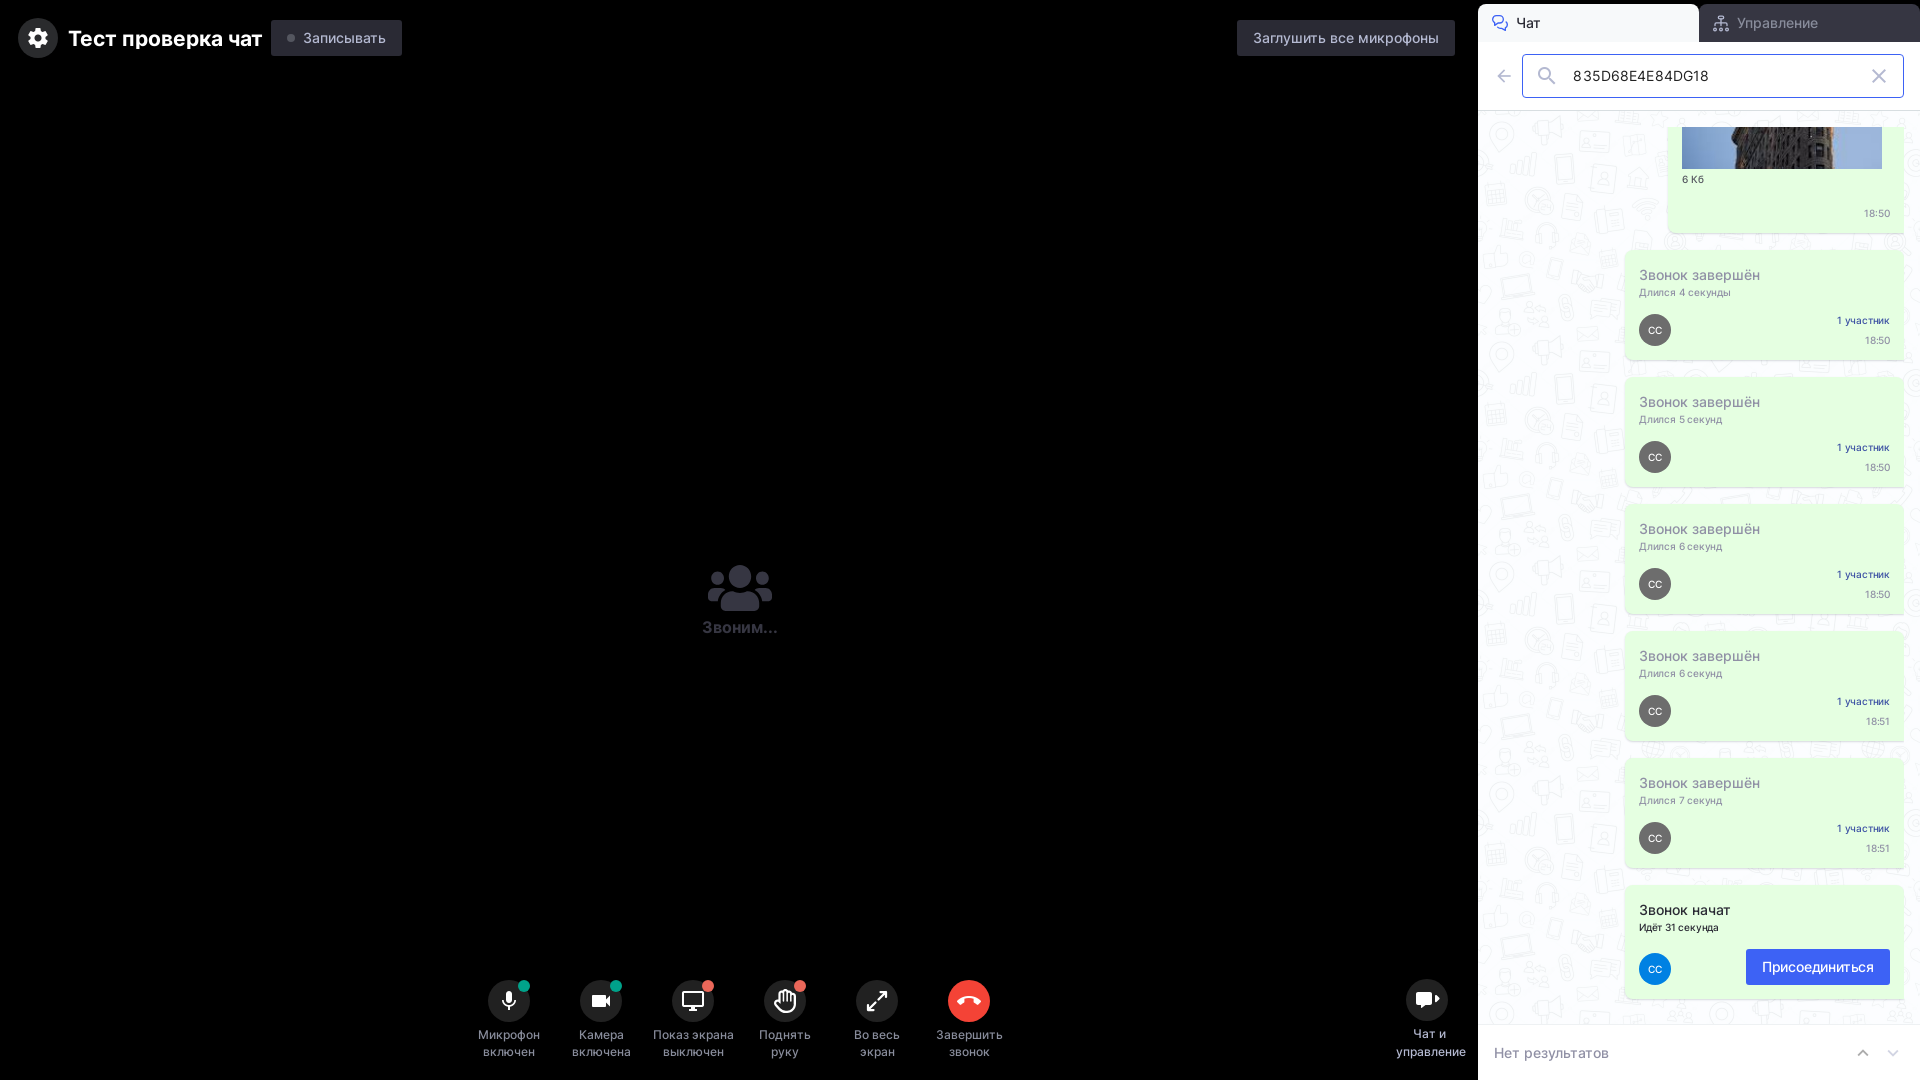 Тест проверка чат
Записывать
Заглушить все микрофоны
Чат
Управление
835D68E4E84DG18
6 Кб
18:50
Звонок завершён
Длился 4 секунды
CC
1 участник
18:50
Звонок завершён
Длился 5 секунд
CC
1 участник
18:50
Звонок завершён
Длился 6 секунд
CC
1 участник
18:50
Звонок завершён
Длился 6 секунд
CC
1 участник
18:51
Звонок завершён
Длился 7 секунд
CC
1 участник
18:51
Звонок начат
Идёт 31 секунда
CC
Присоединиться
Нет результатов
Звоним...
Микрофон
включен
Камера
включена
Показ экрана
выключен
Поднять
руку
Во весь
экран
Завершить
звонок
Чат и
управление